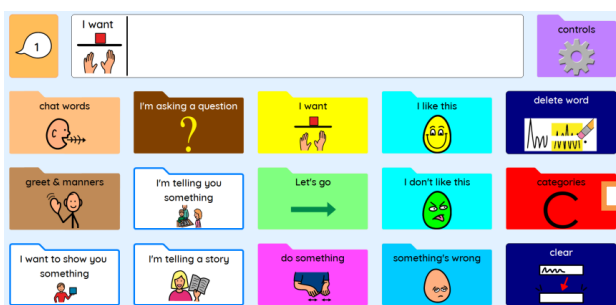 1
I want
controls
chat words
I'm asking a question
?
I want
I like this
delete word
greet & manners
I'm telling you
something
Let's go
I don't like this
categories
C
I want to show you
something
I'm telling a story
do something
something's wrong
clear